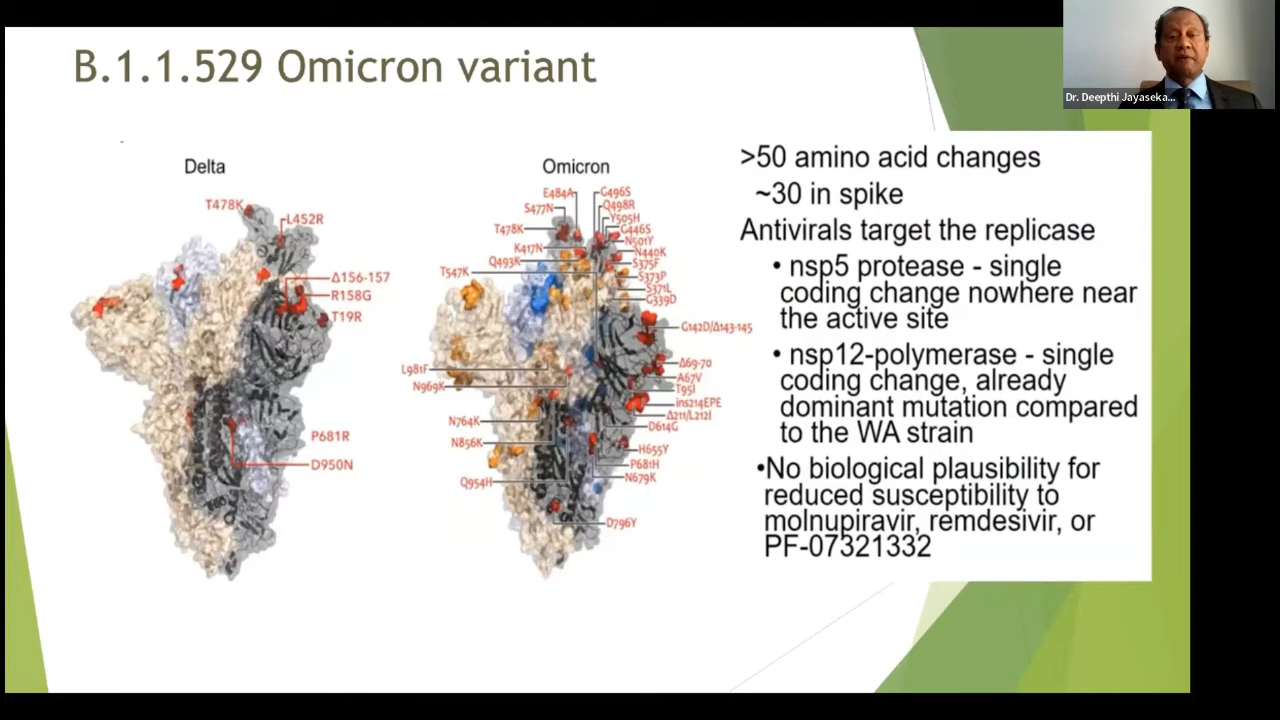 B.1.1.529 Omicron variant
Dr. Deepthi Jayaseka...
Delta
T478K
L452R
Δ156-157
R158G
T19R
P681R
D950N
Omicron
E484A
G496S
S477N
Q498R
Y505H
T478K
G446S
K417N
N501Y
Q493K
N440K
T547K
S375F
S373P
S371L
G339D
G142D/Δ143-145
L981F
Δ69-70
N969K
A67V
T95I
ins214EPE
N764K
Δ211/L212I
D614G
N856K
H655Y
P681H
Q954H
N679K
D796Y
>50 amino acid changes
~30 in spike
Antivirals target the replicase
• nsp5 protease - single
coding change nowhere near
the active site
• nsp12-polymerase - single
coding change, already
dominant mutation compared
to the WA strain
•No biological plausibility for
reduced susceptibility to
molnupiravir, remdesivir, or
PF-07321332